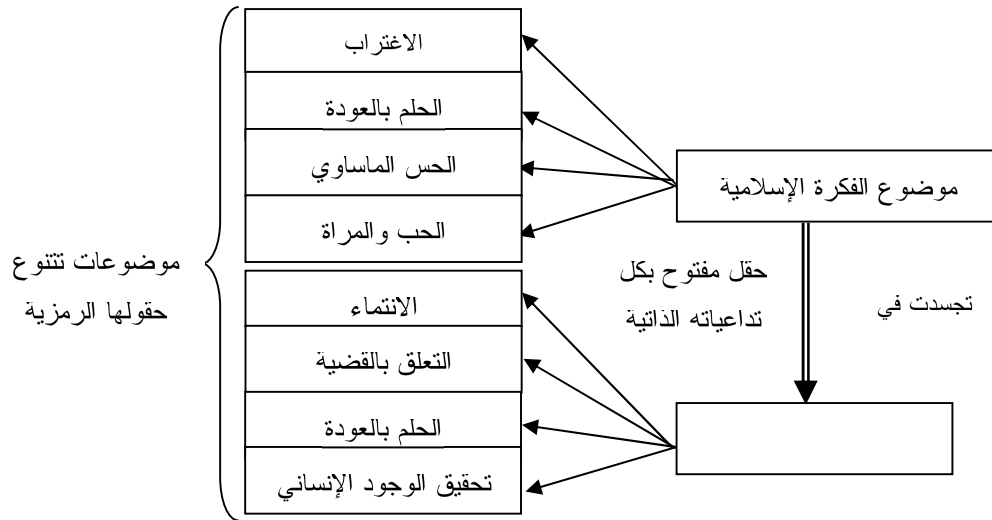 الاغتراب
الحلم بالعودة
الحس الماساوي
الحب والمراة
موضوع الفكرة الإسلامية
موضوعات تتنوع
حقولها الرمزية
حقل مفتوح بكل
تداعياته الذاتية
تجسدت في
الانتماء
التعلق بالقضية
الحلم بالعودة
تحقيق الوجود الإنساني